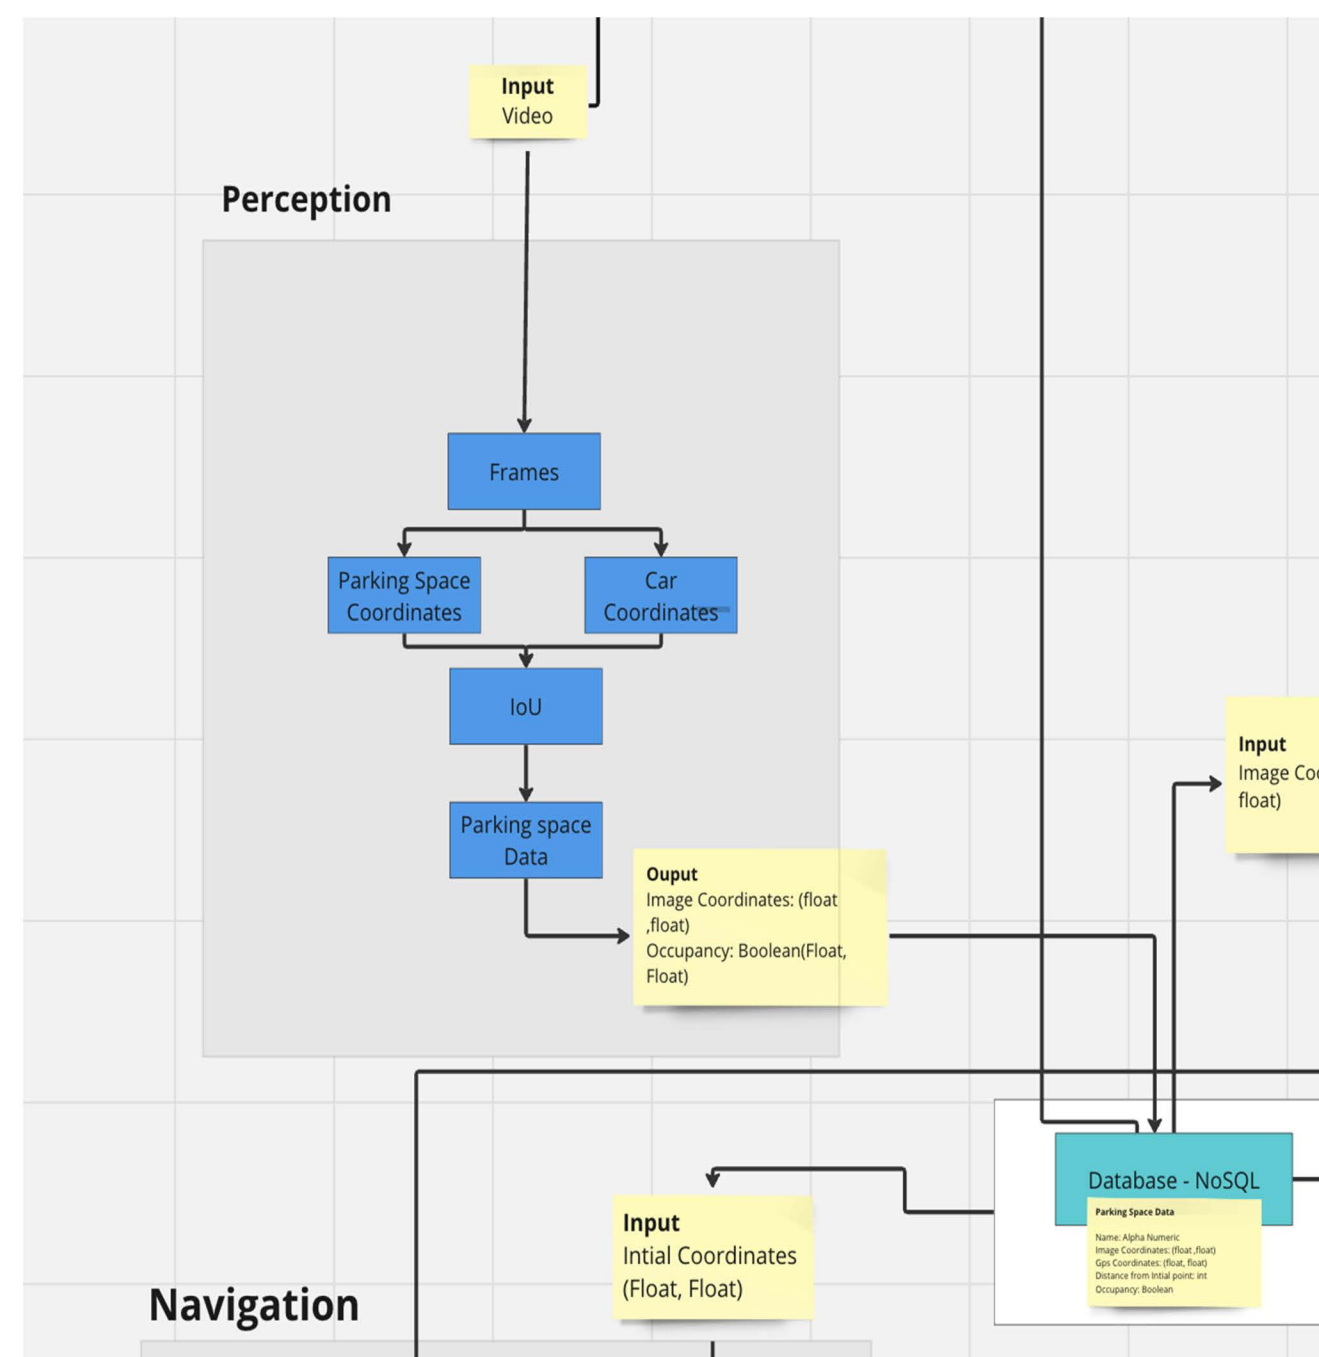 Input
Video
Perception
Frames
Parking Space
Coordinates
Car
Coordinates
IoU
Parking space
Data
Ouput
Image Coordinates: (float
,float)
Occupancy: Boolean(Float,
Float)
Input
Image Coo
float)
Database - NoSQL
Parking Space Data
Name: Alpha Numeric
Image Coordinates: (float ,float)
Gps Coordinates: (float, float)
Distance from Intial point: int
Occupancy: Boolean
Input
Intial Coordinates
(Float, Float)
Navigation